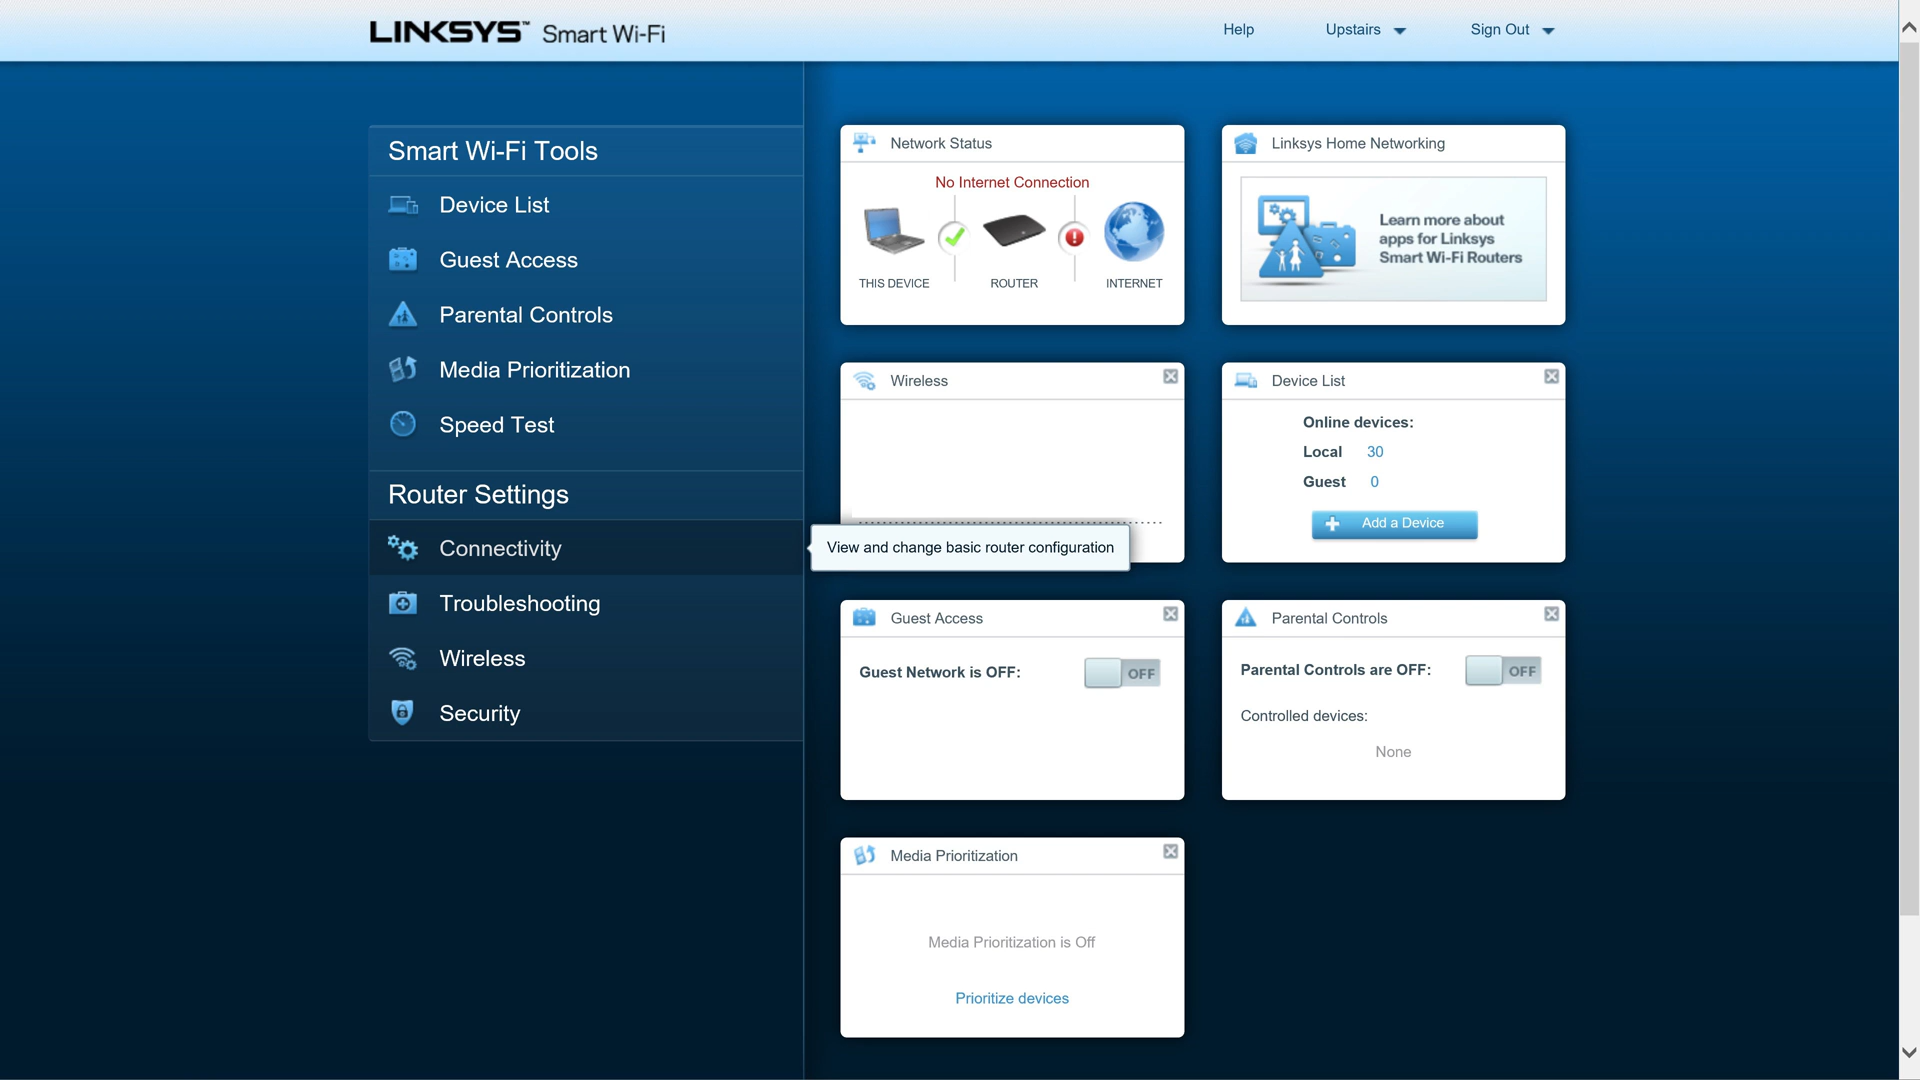 LINKSYS™ Smart Wi-Fi
Help
Upstairs
Sign Out
Smart Wi-Fi Tools
Device List
Guest Access
Parental Controls
Media Prioritization
Speed Test
Router Settings
Connectivity
View and change basic router configuration
Troubleshooting
Wireless
Security
Network Status
No Internet Connection
THIS DEVICE
ROUTER
INTERNET
Linksys Home Networking
Learn more about
apps for Linksys
Smart Wi-Fi Routers
Wireless
Device List
Online devices:
Local 30
Guest 0
Add a Device
Guest Access
Guest Network is OFF:
OFF
Parental Controls
Parental Controls are OFF:
OFF
Controlled devices:
None
Media Prioritization
Media Prioritization is Off
Prioritize devices